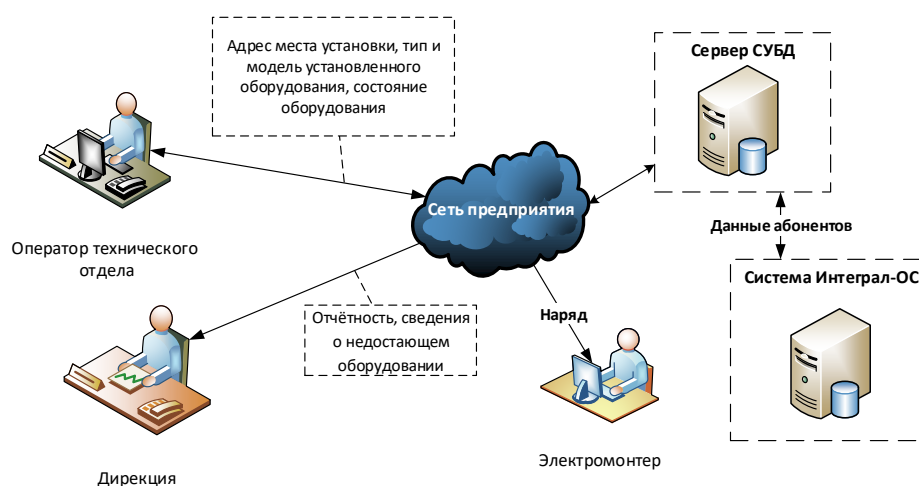 Адрес места установки, тип и
модель установленного
оборудования, состояние
оборудования
Сервер СУБД
Сеть предприятия
Оператор технического
отдела
Данные абонентов
Система Интеграл-ОС
Отчётность, сведения
о недостающем
оборудовании
Наряд
Электромонтер
Дирекция